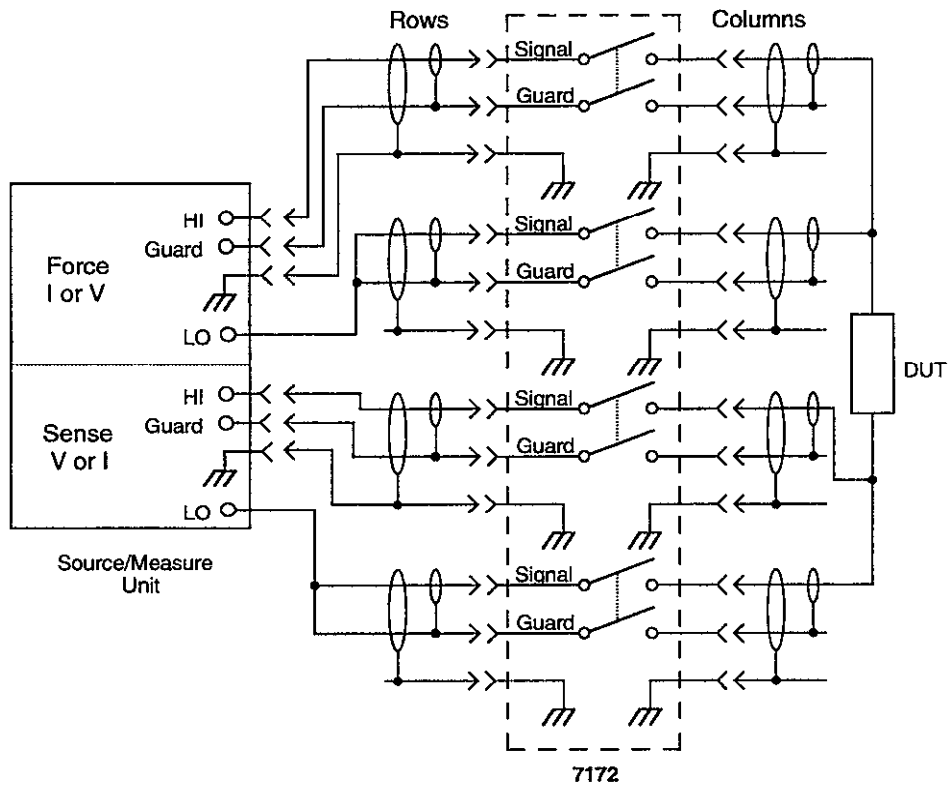 Rows
Columns
Signal
Guard
HI
Guard
Force
I or V
LO
Signal
Guard
HI
Guard
Sense
V or I
LO
Signal
Guard
DUT
Source/Measure
Unit
Signal
Guard
7172